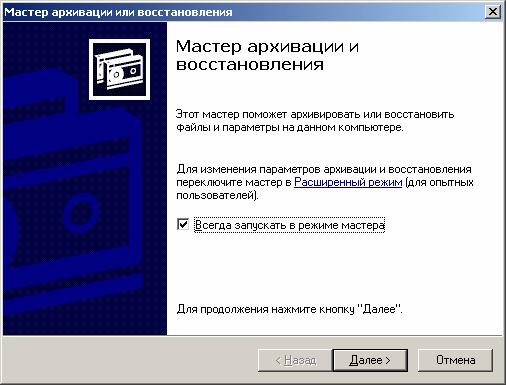 Мастер архивации или восстановления
Мастер архивации и
восстановления
Этот мастер поможет архивировать или восстановить
файлы и параметры на данном компьютере.
Для изменения параметров архивации и восстановления
переключите мастер в Расширенный режим (для опытных
пользователей).
Всегда запускать в режиме мастера
Для продолжения нажмите кнопку "Далее".
< Назад
Далее >
Отмена